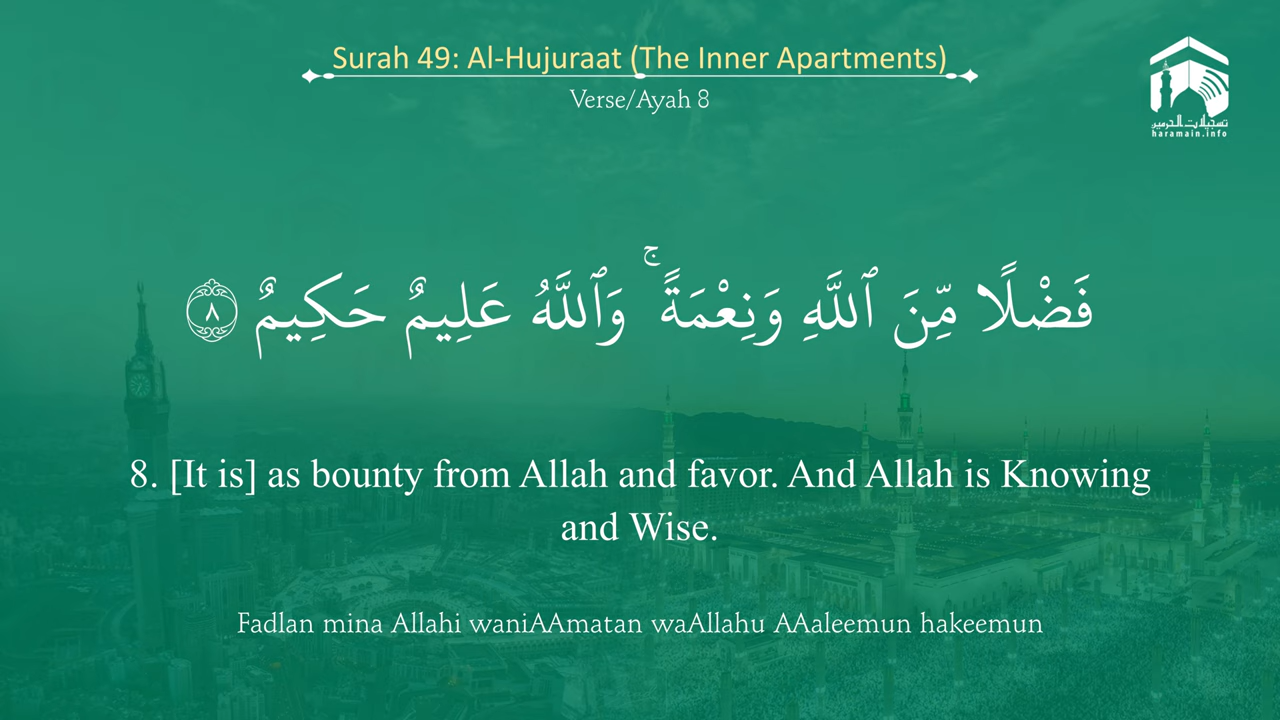 Surah 49: Al-Hujuraat (The Inner Apartments)
Verse/Ayah 8
تسجيلات الحرمين
haramain.info
فَضْلًا مِّنَ ٱللَّهِ وَنِعْمَةً ۚ وَٱللَّهُ عَلِيمٌ حَكِيمٌ ٨
8. [It is] as bounty from Allah and favor. And Allah is Knowing
and Wise.
Fadlan mina Allahi waniAAmatan waAllahu AAaleemun hakeemun